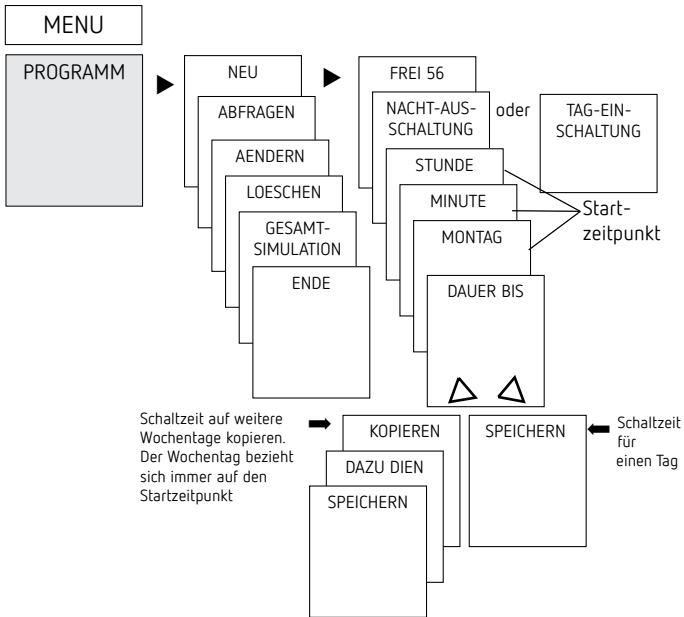 MENU
PROGRAMM
NEU
ABFRAGEN
AENDERN
LOESCHEN
GESAMT-
SIMULATION
ENDE
FREI 56
NACHT-AUS-
SCHALTUNG
oder
TAG-EIN-
SCHALTUNG
STUNDE
MINUTE
MONTAG
Start-
zeitpunkt
DAUER BIS
Schaltzeit auf weitere
Wochentage kopieren.
Der Wochentag bezieht
sich immer auf den
Startzeitpunkt
KOPIEREN
DAZU DIEN
SPEICHERN
SPEICHERN
Schaltzeit
für
einen Tag